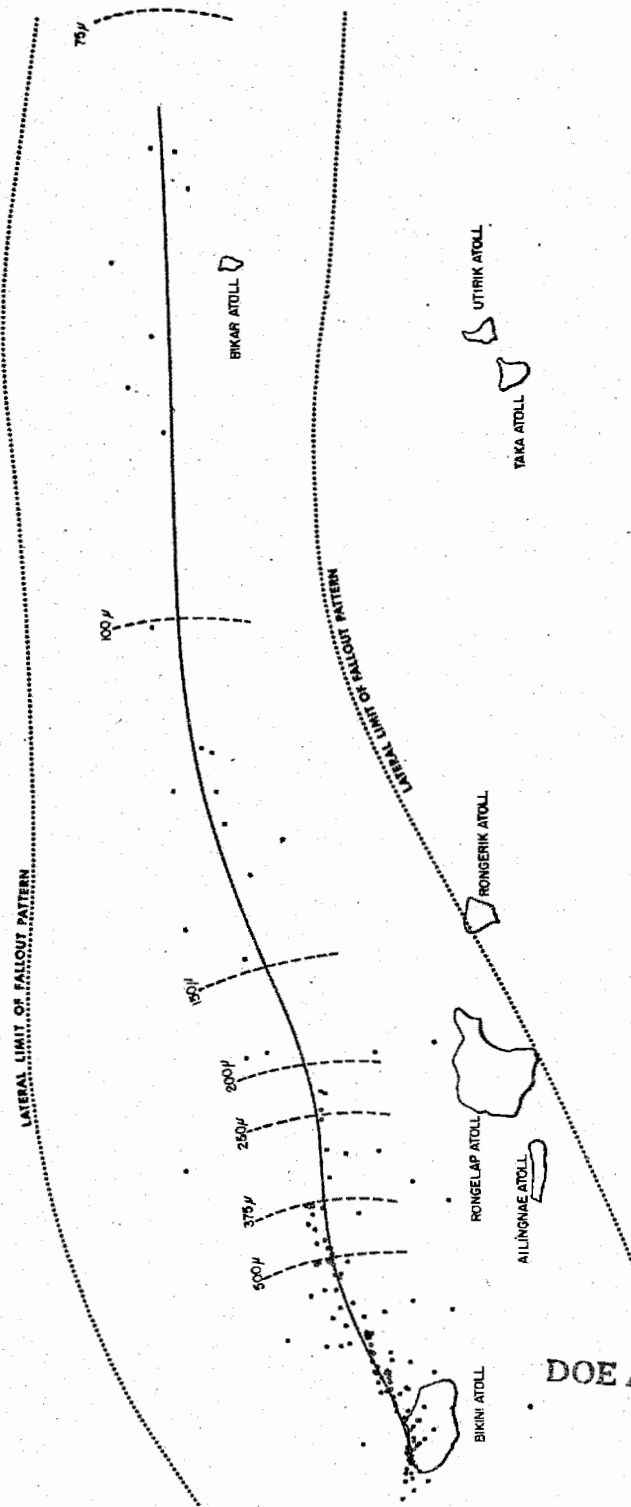 LATERAL LIMIT OF FALLOUT PATTERN
75μ
100μ
150μ
200μ
250μ
375μ
500μ
BIKAR ATOLL
UTIRIK ATOLL
TAKA ATOLL
LATERAL LIMIT OF FALLOUT PATTERN
RONGERIK ATOLL
RONGELAP ATOLL
AILINGNAE ATOLL
BIKINI ATOLL
DOE